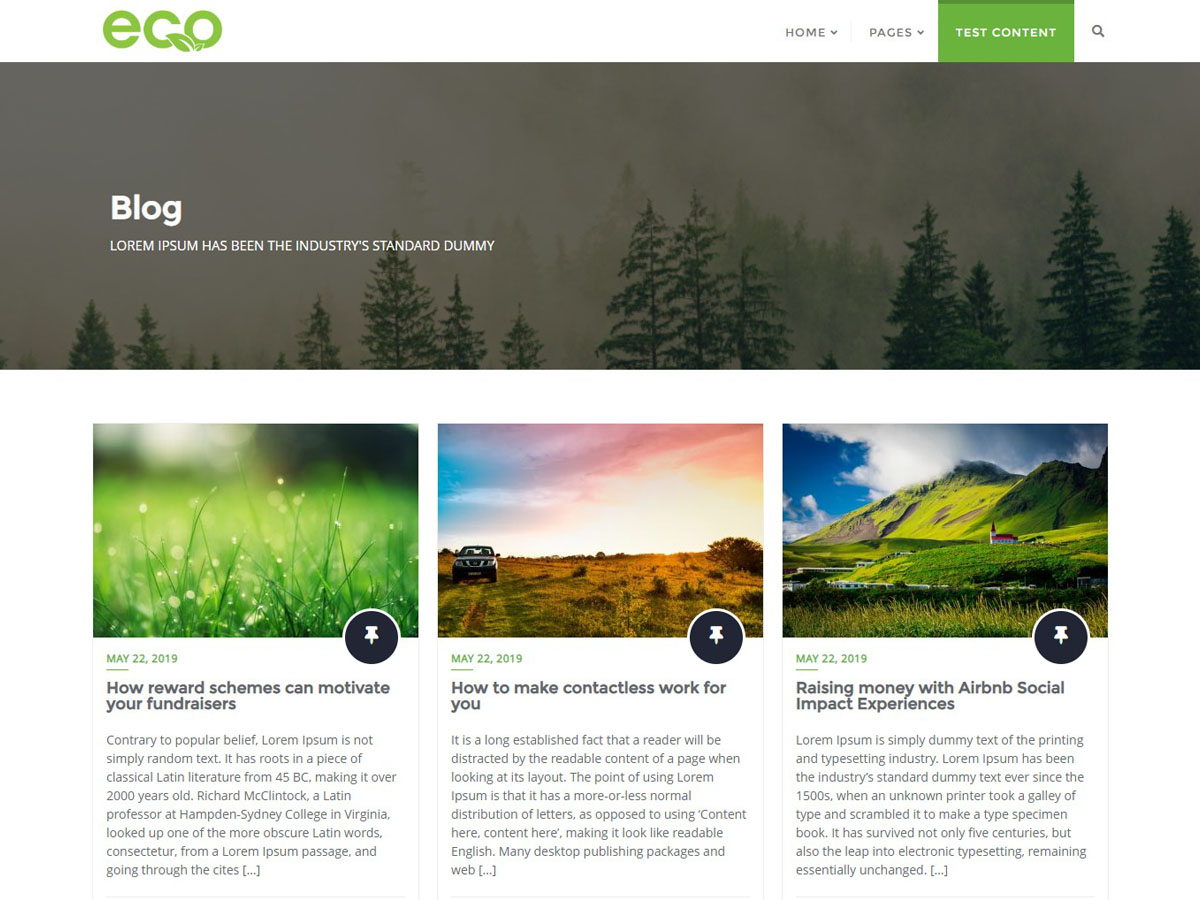 eco
HOME
PAGES
TEST CONTENT
Blog
LOREM IPSUM HAS BEEN THE INDUSTRY'S STANDARD DUMMY
MAY 22, 2019
How reward schemes can motivate
your fundraisers
Contrary to popular belief, Lorem Ipsum is not
simply random text. It has roots in a piece of
classical Latin literature from 45 BC, making it over
2000 years old. Richard McClintock, a Latin
professor at Hampden-Sydney College in Virginia,
looked up one of the more obscure Latin words,
consectetur, from a Lorem Ipsum passage, and
going through the cites [...]
MAY 22, 2019
How to make contactless work for
you
It is a long established fact that a reader will be
distracted by the readable content of a page when
looking at its layout. The point of using Lorem
Ipsum is that it has a more-or-less normal
distribution of letters, as opposed to using ‘Content
here, content here’, making it look like readable
English. Many desktop publishing packages and
web [...]
MAY 22, 2019
Raising money with Airbnb Social
Impact Experiences
Lorem Ipsum is simply dummy text of the printing
and typesetting industry. Lorem Ipsum has been
the industry’s standard dummy text ever since the
1500s, when an unknown printer took a galley of
type and scrambled it to make a type specimen
book. It has survived not only five centuries, but
also the leap into electronic typesetting, remaining
essentially unchanged. [...]